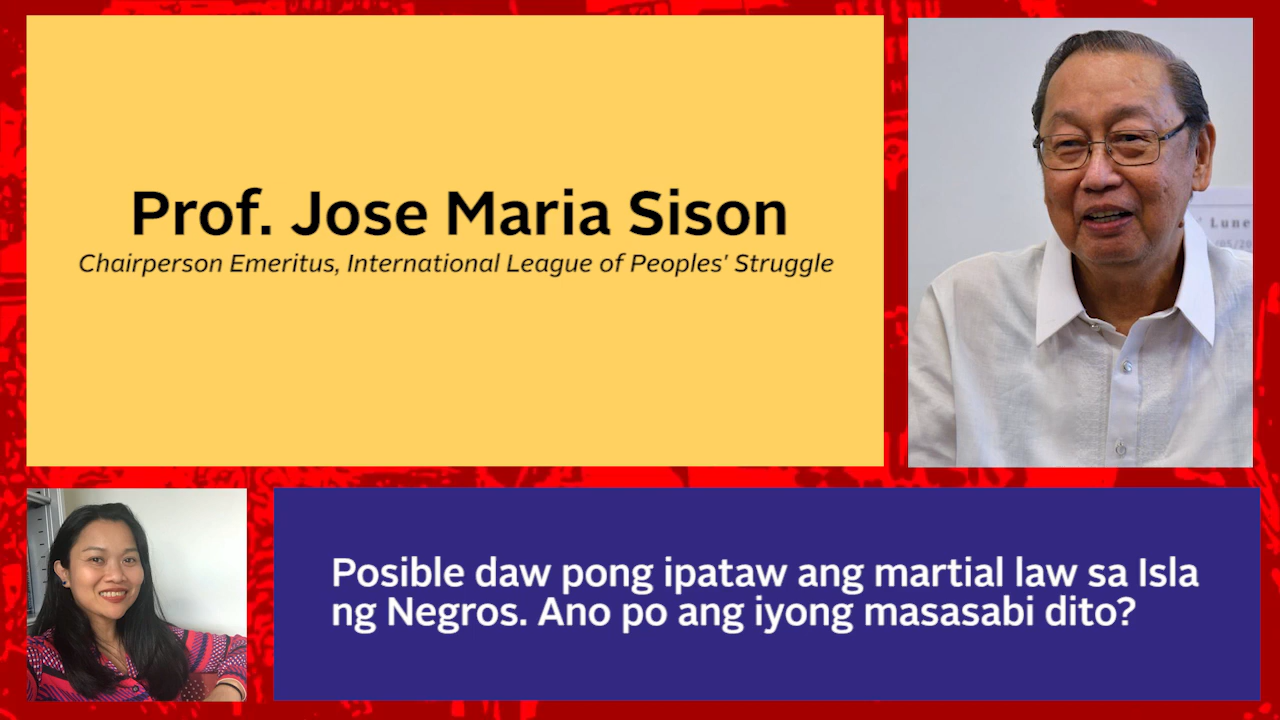 Prof. Jose Maria Sison
Chairperson Emeritus, International League of Peoples' Struggle
Posible daw pong ipataw ang martial law sa Isla
ng Negros. Ano po ang iyong masasabi dito?